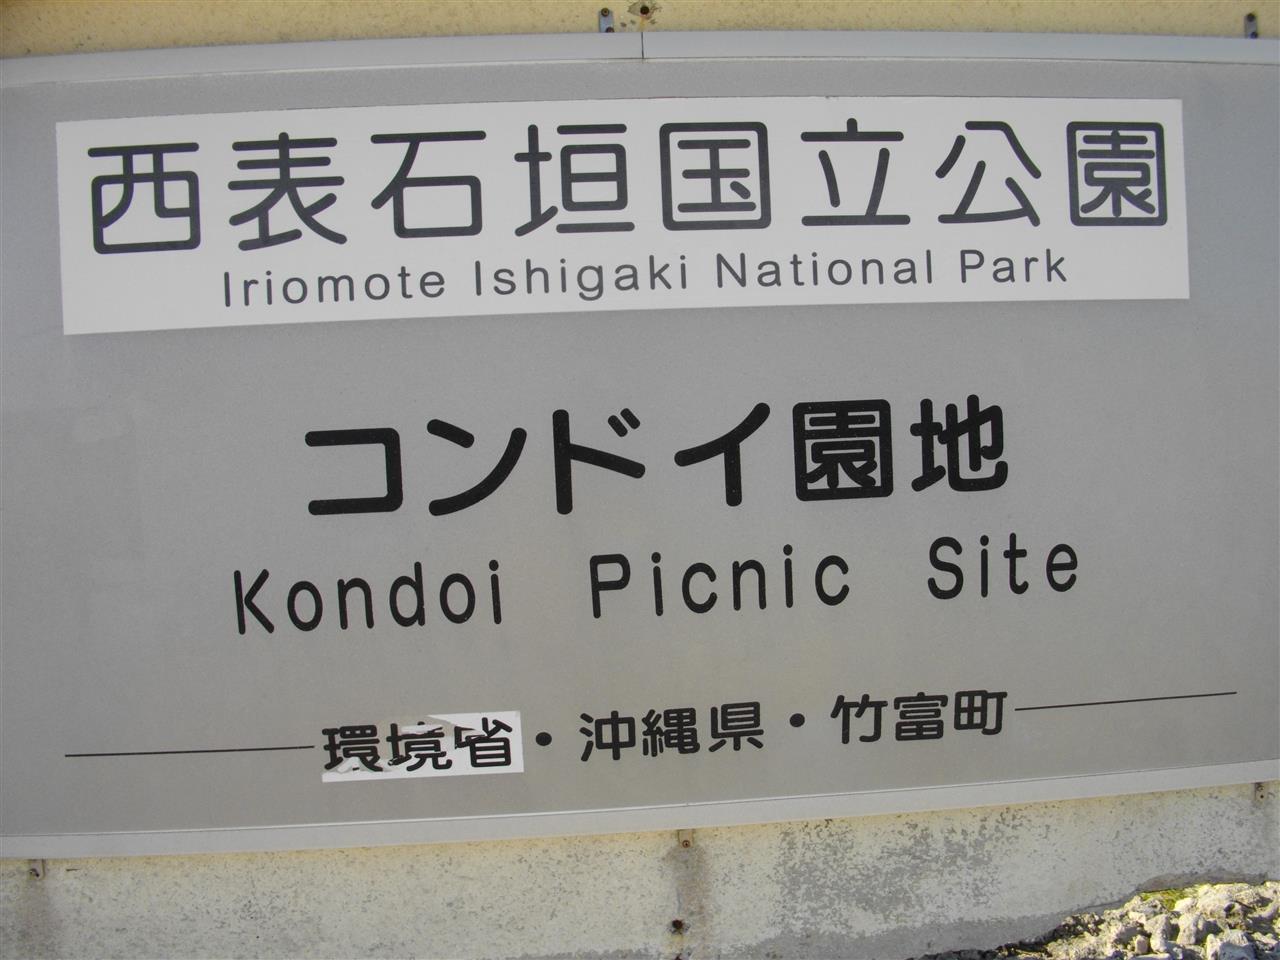 西表石垣国立公園
Iriomote Ishigaki National Park
コンドイ園地
Kondoi Picnic Site
環境省・沖縄県・竹富町